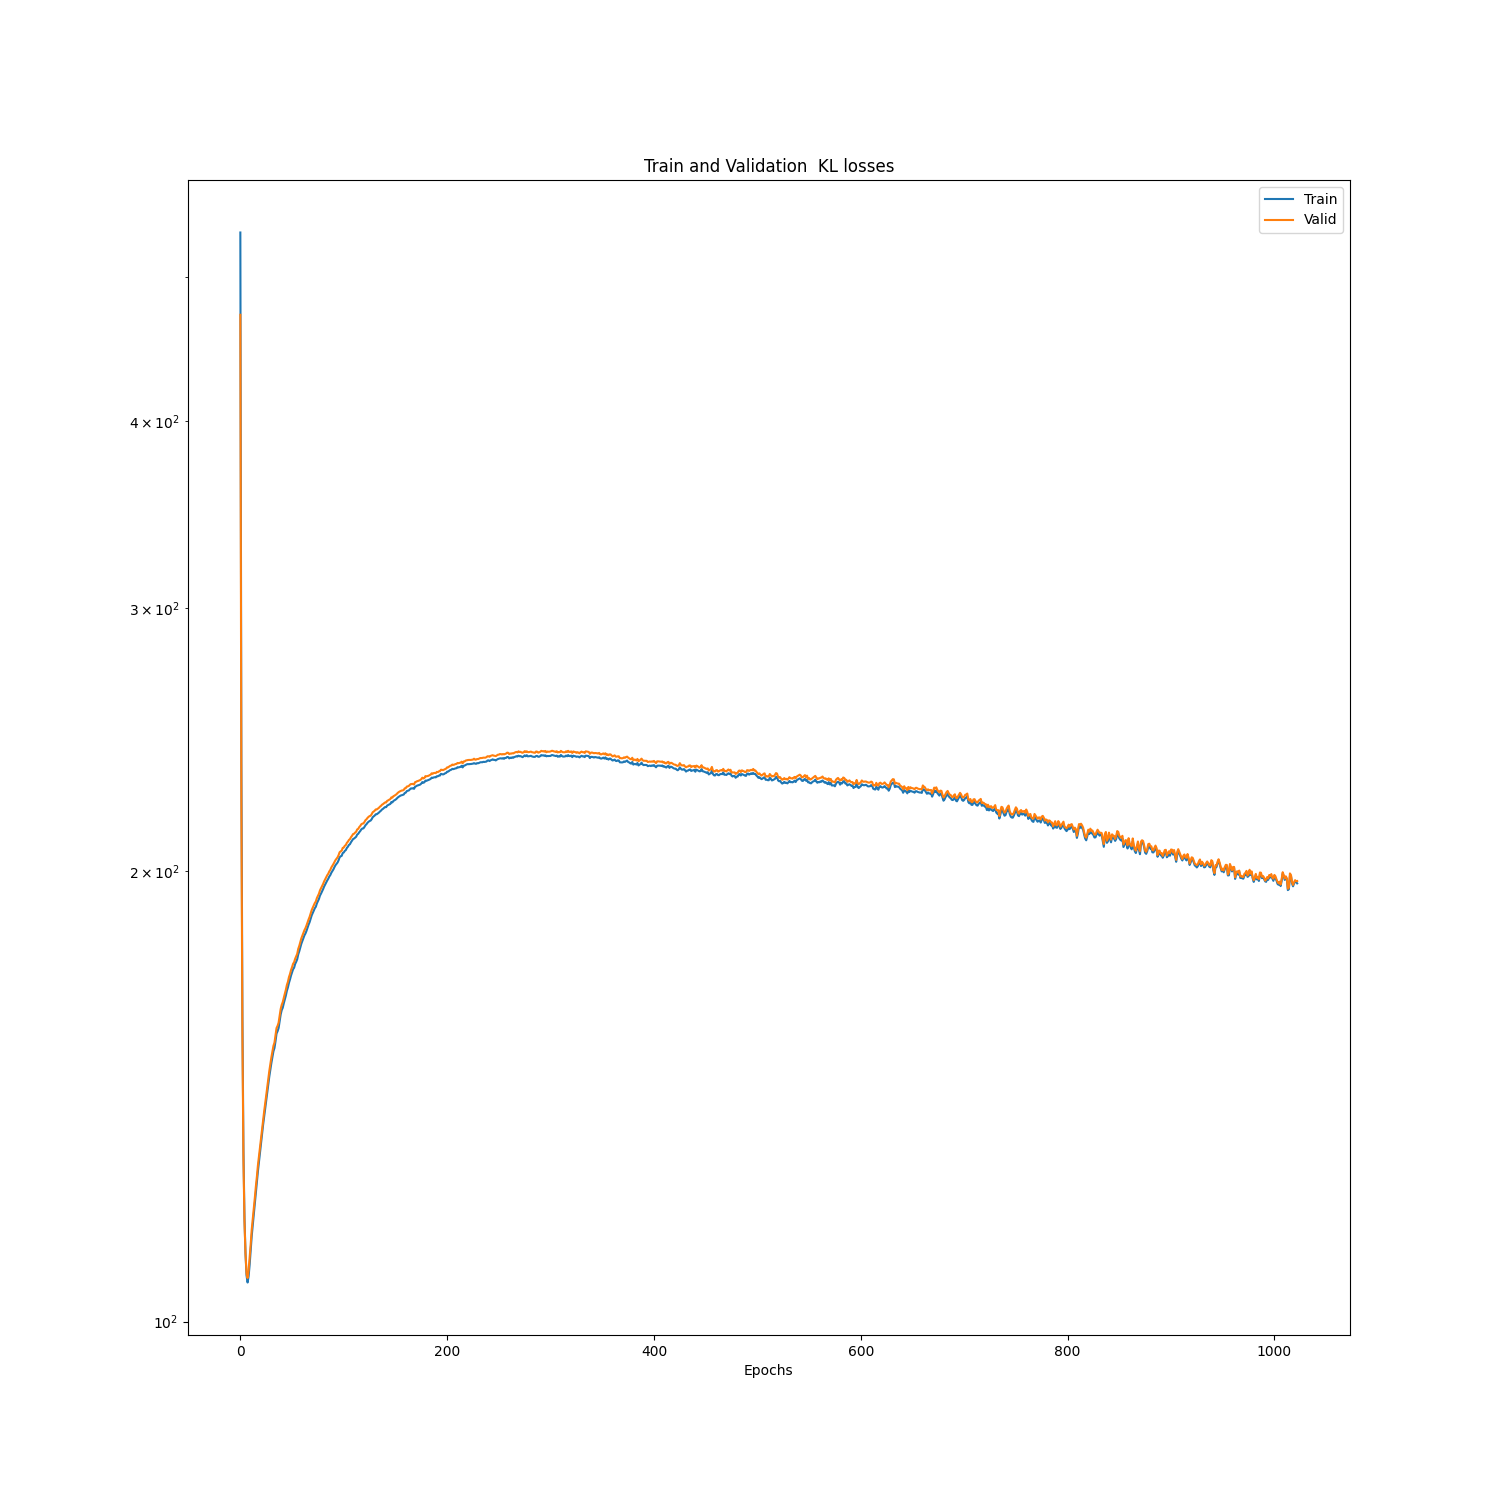 Train and Validation  KL losses
Train
Valid
4 × 10²
3 × 10²
2 × 10²
10²
0 200 400 600 800 1000
Epochs